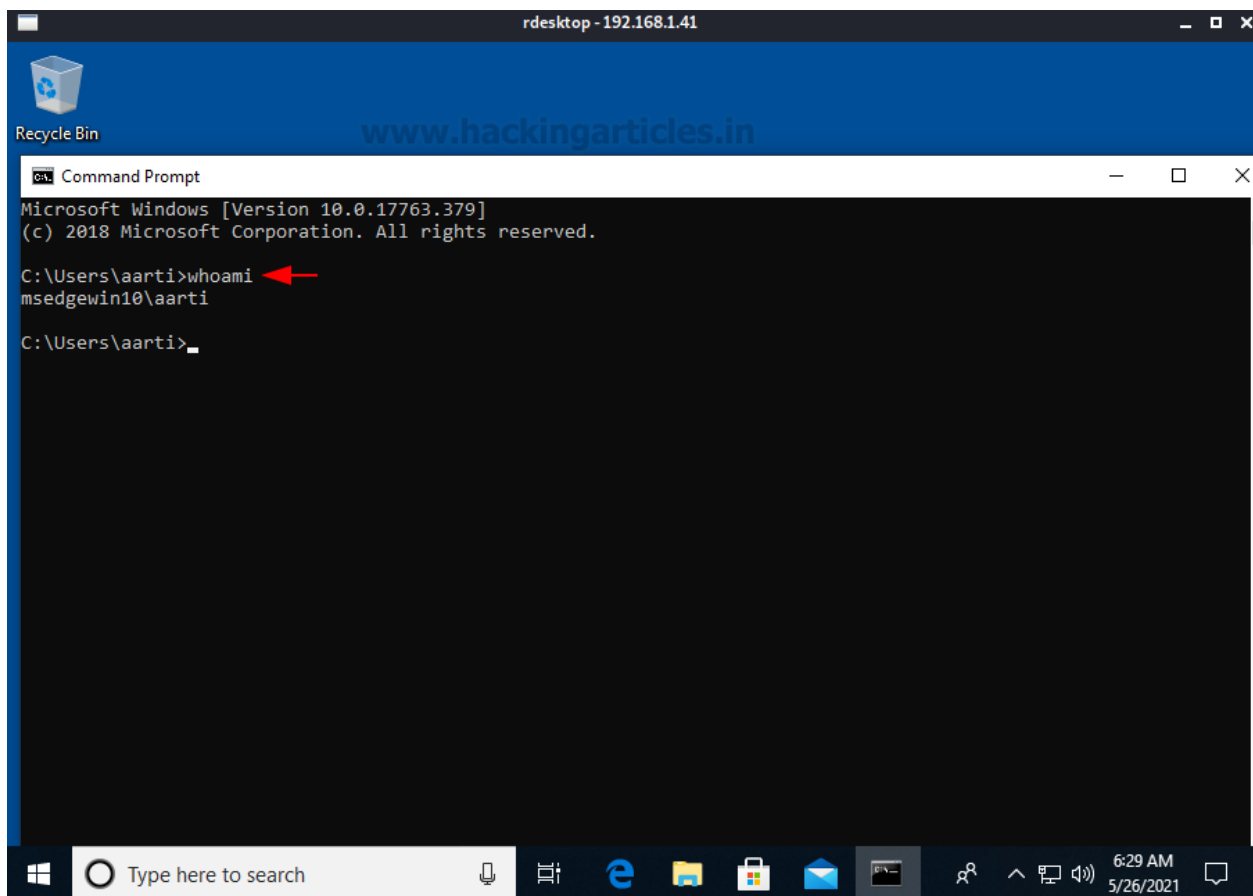 rdesktop - 192.168.1.41
Recycle Bin
www.hackingarticles.in
Command Prompt
Microsoft Windows [Version 10.0.17763.379]
(c) 2018 Microsoft Corporation. All rights reserved.
C:\Users\aarti>whoami
msedgewin10\aarti
C:\Users\aarti>
Type here to search
6:29 AM
5/26/2021